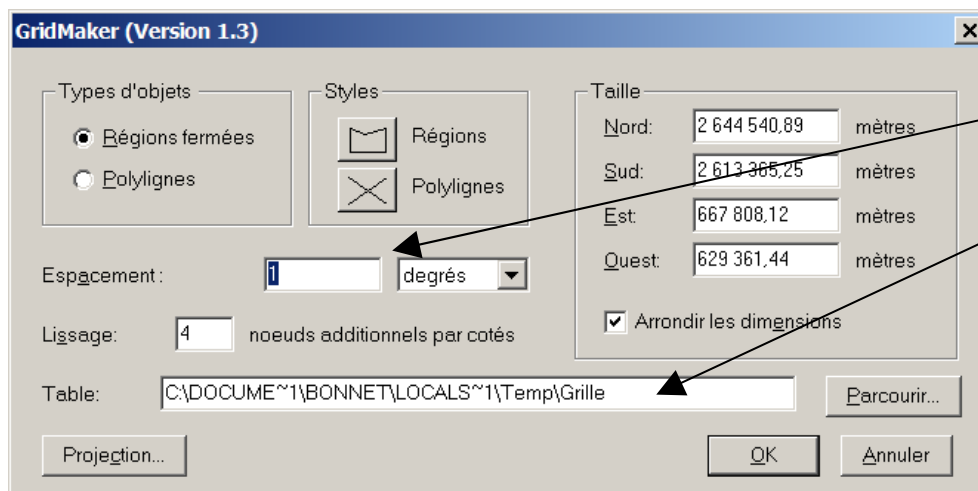 GridMaker (Version 1.3)
Types d'objets
Régions fermées
Polylignes
Styles
Régions
Polylignes
Taille
Nord: 2 644 540,89 mètres
Sud: 2 613 365,25 mètres
Est: 667 808,12 mètres
Ouest: 629 361,44 mètres
Arrondir les dimensions
Espacement : 1 degrés
Lissage: 4 noeuds additionnels par cotés
Table: C:\DOCUME~1\BONNET\LOCALS~1\Temp\Grille
Parcourir...
Projection...
OK
Annuler